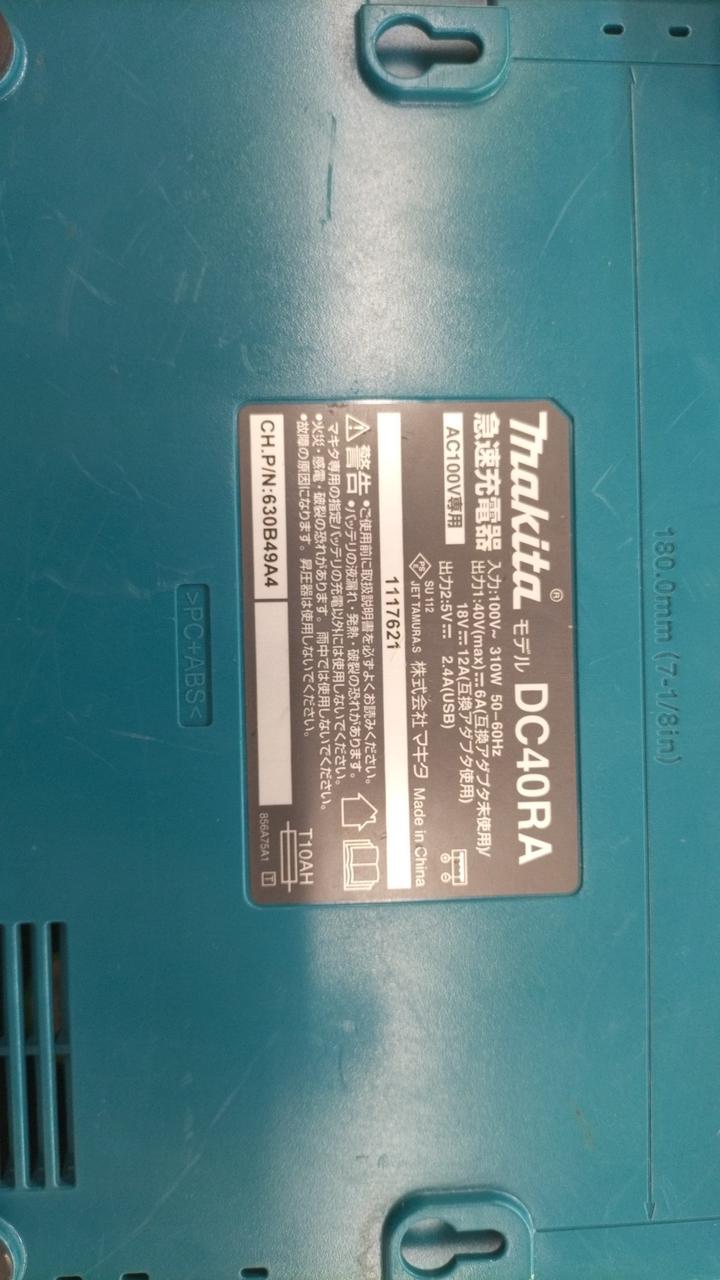 180.0mm (7-1/8in)
makita® モデル DC40RA
急速充電器
AC100V専用
入力:100V~ 310W 50-60Hz
出力1:40V(max)⎓6A(互換アダプタ未使用)/
18V⎓12A(互換アダプタ使用)
出力2:5V⎓ 2.4A(USB)
PS
E
SU 112
JET TAMURA.S
株式会社 マキタ Made in China
1117621
⚠警告
•ご使用前に取扱説明書を必ずよくお読みください。
•バッテリの液漏れ・発熱・破裂の恐れがあります。
マキタ専用の指定バッテリの充電以外には使用しないでください。
•火災・感電・破裂の恐れがあります。雨中では使用しないでください。
•故障の原因になります。昇圧器は使用しないでください。
T10AH
CH.P/N:630B49A4
856A75A1
>PC+ABS<